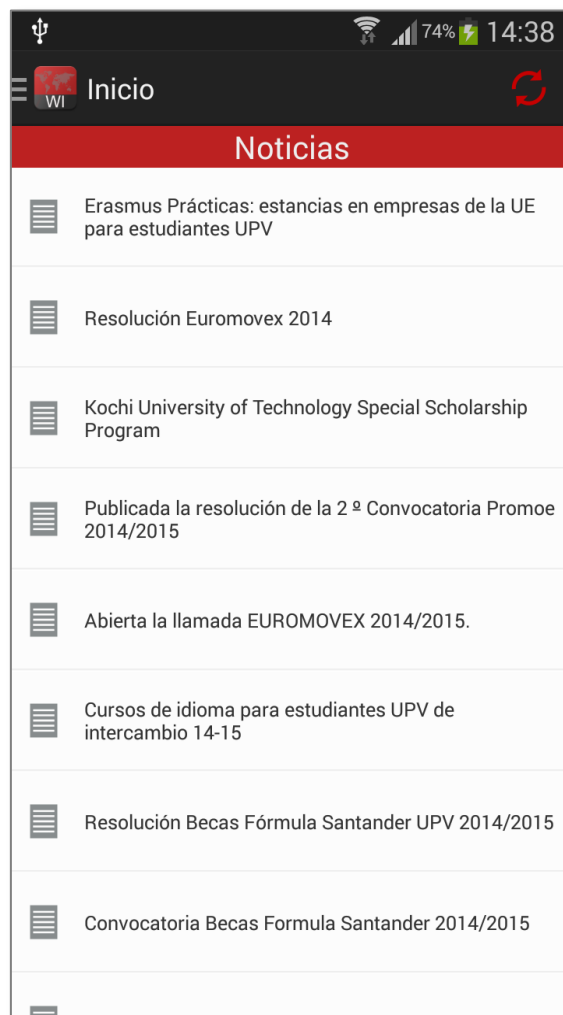 74% 14:38
WI Inicio
Noticias
Erasmus Prácticas: estancias en empresas de la UE
para estudiantes UPV
Resolución Euromovex 2014
Kochi University of Technology Special Scholarship
Program
Publicada la resolución de la 2 º Convocatoria Promoe
2014/2015
Abierta la llamada EUROMOVEX 2014/2015.
Cursos de idioma para estudiantes UPV de
intercambio 14-15
Resolución Becas Fórmula Santander UPV 2014/2015
Convocatoria Becas Formula Santander 2014/2015